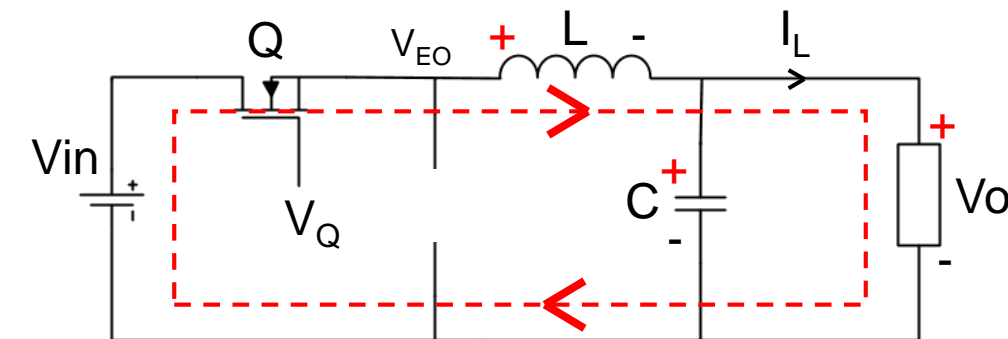 Q
V_EO
+ L -
I_L
Vin
+
-
V_Q
C
+
-
+
Vo
-